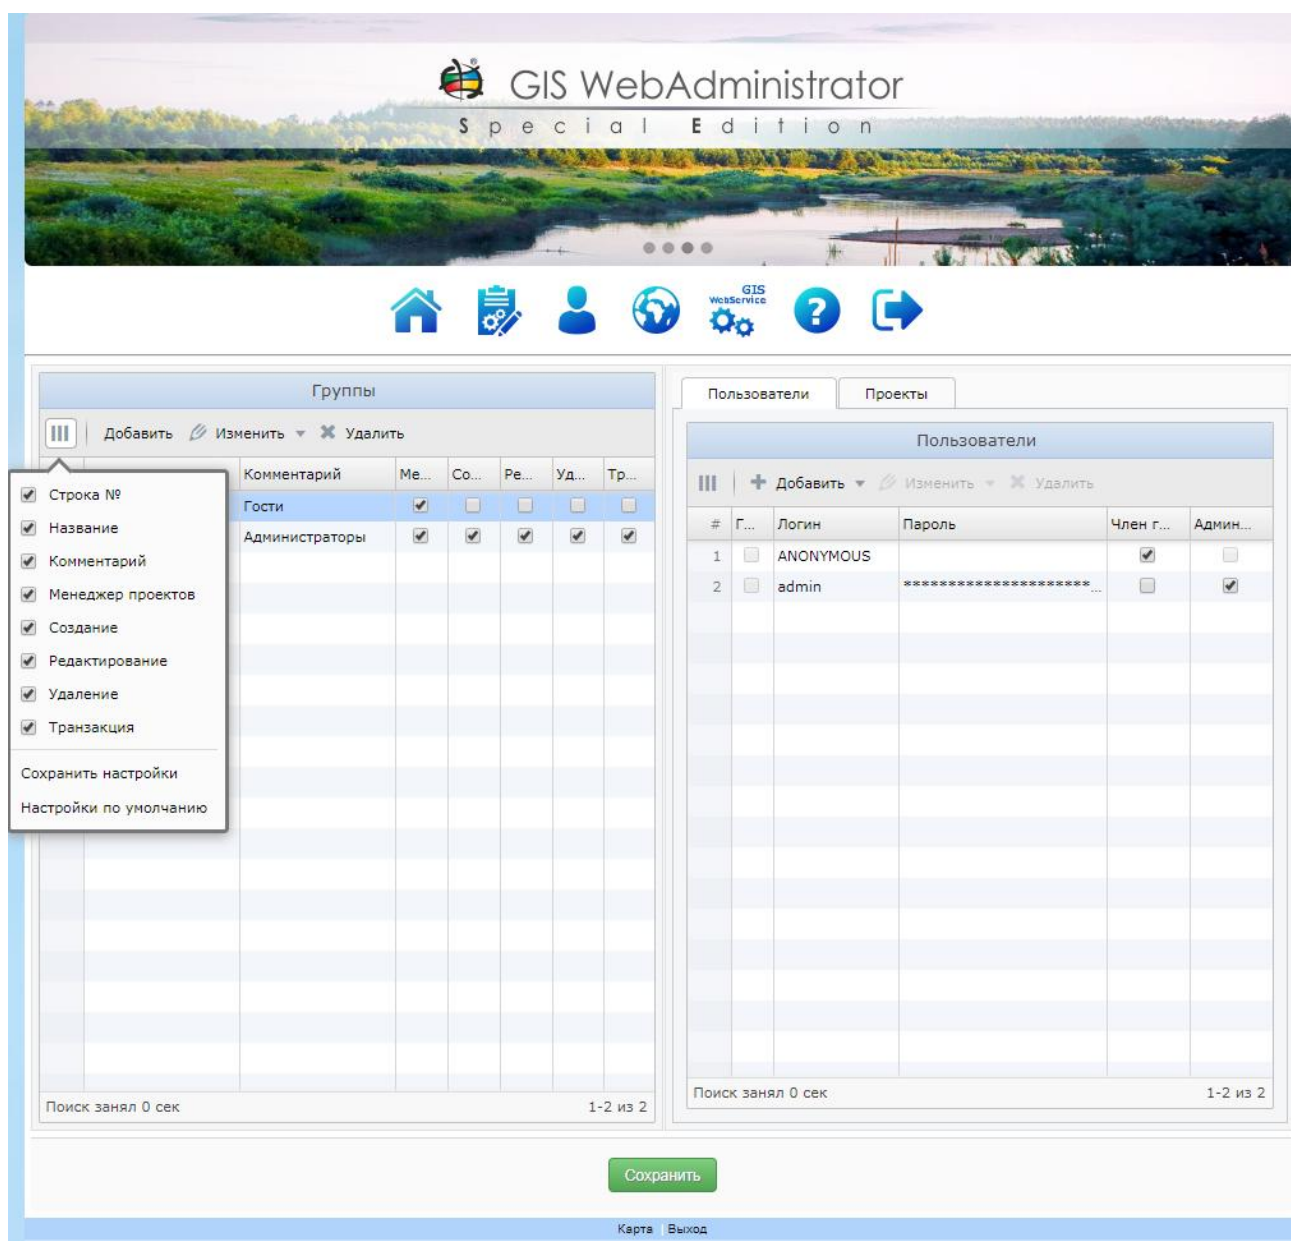 GIS WebAdministrator
Special Edition
GIS
WebService
?
Группы
Добавить Изменить Удалить
Комментарий Ме... Со... Ре... Уд... Тр...
Гости
Администраторы
Строка №
Название
Комментарий
Менеджер проектов
Создание
Редактирование
Удаление
Транзакция
Сохранить настройки
Настройки по умолчанию
Поиск занял 0 сек 1-2 из 2
Пользователи Проекты
Пользователи
Добавить Изменить Удалить
# Г... Логин Пароль Член г... Админ...
1 ANONYMOUS
2 admin **********************...
Поиск занял 0 сек 1-2 из 2
Сохранить
Карта | Выход